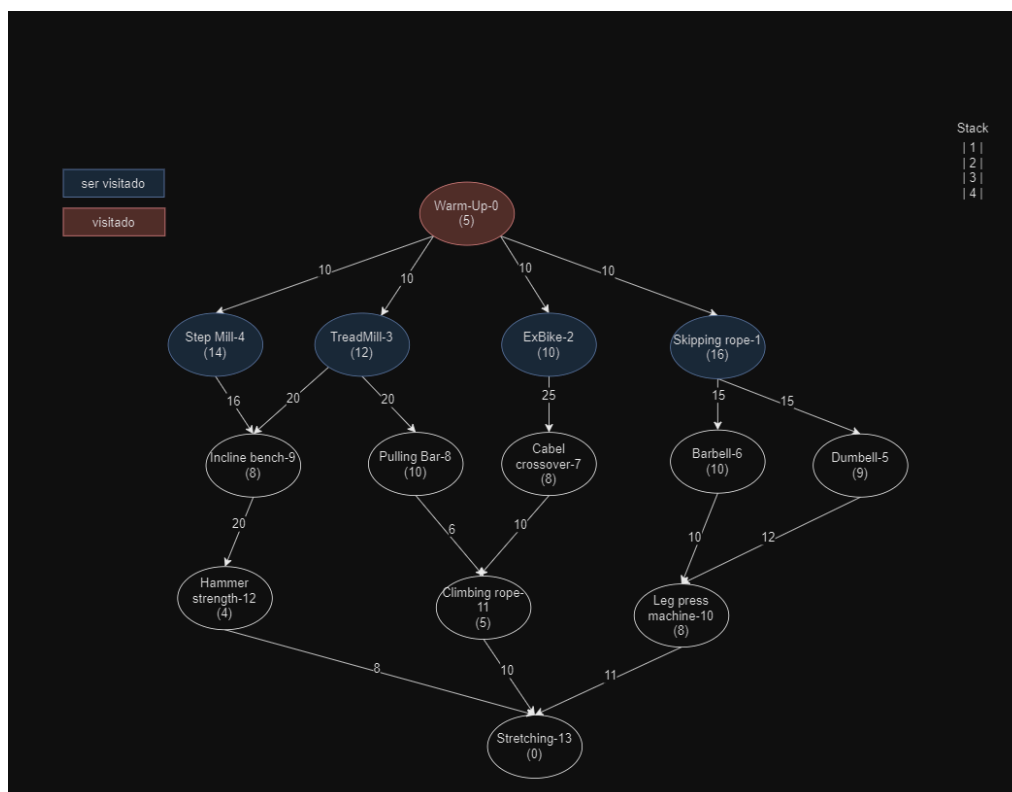 Stack
| 1 |
| 2 |
| 3 |
| 4 |
ser visitado
visitado
Warm-Up-0
(5)
10
10
10
10
Step Mill-4
(14)
TreadMill-3
(12)
ExBike-2
(10)
Skipping rope-1
(16)
16
20
20
25
15
15
Incline bench-9
(8)
Pulling Bar-8
(10)
Cabel
crossover-7
(8)
Barbell-6
(10)
Dumbell-5
(9)
20
6
10
10
12
Hammer
strength-12
(4)
Climbing rope-
11
(5)
Leg press
machine-10
(8)
8
10
11
Stretching-13
(0)